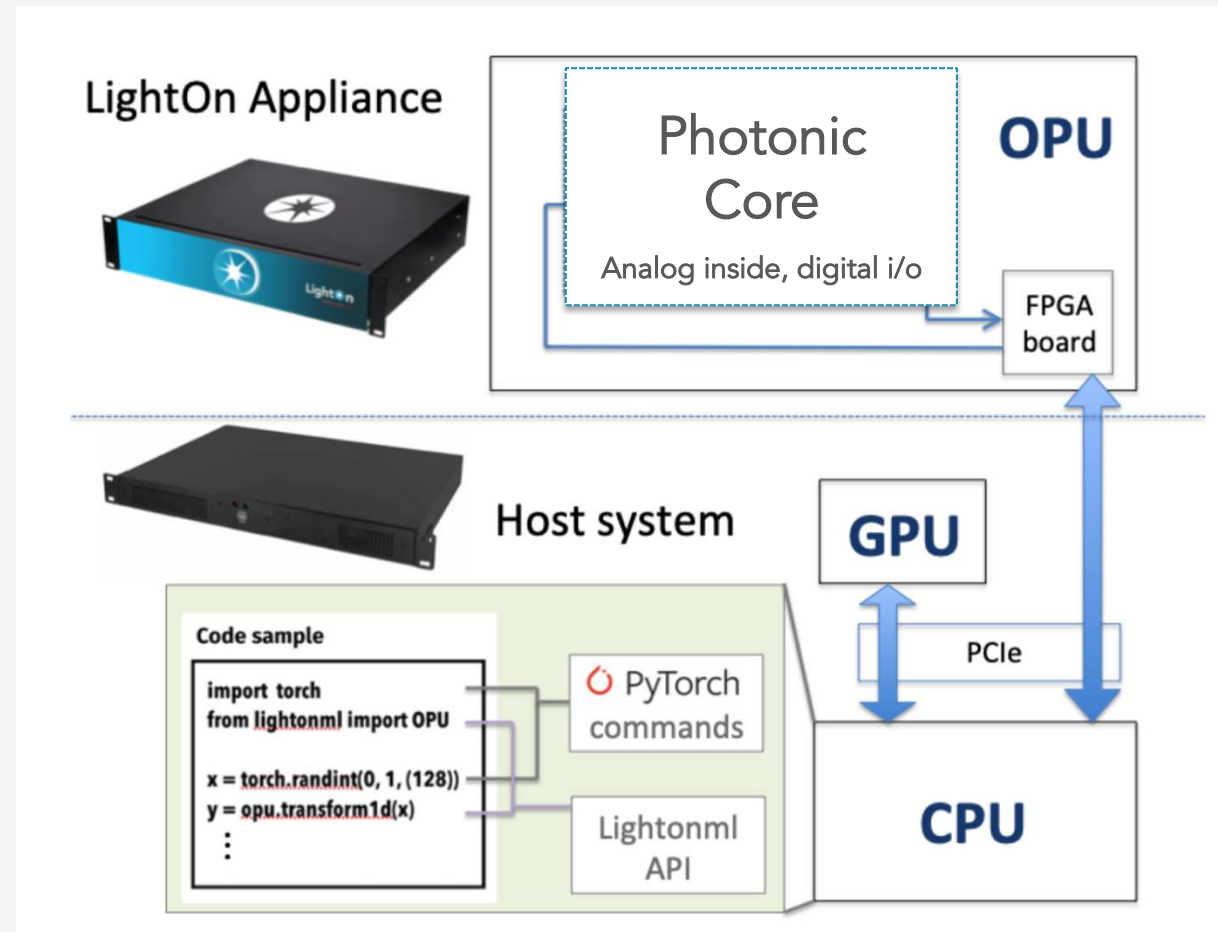 LightOn Appliance
LightOn
Photonic
Core
Analog inside, digital i/o
OPU
FPGA
board
Host system
GPU
PCIe
CPU
Code sample
import torch
from lightonml import OPU
x = torch.randint(0, 1, (128))
y = opu.transform1d(x)
⋮
PyTorch
commands
Lightonml
API